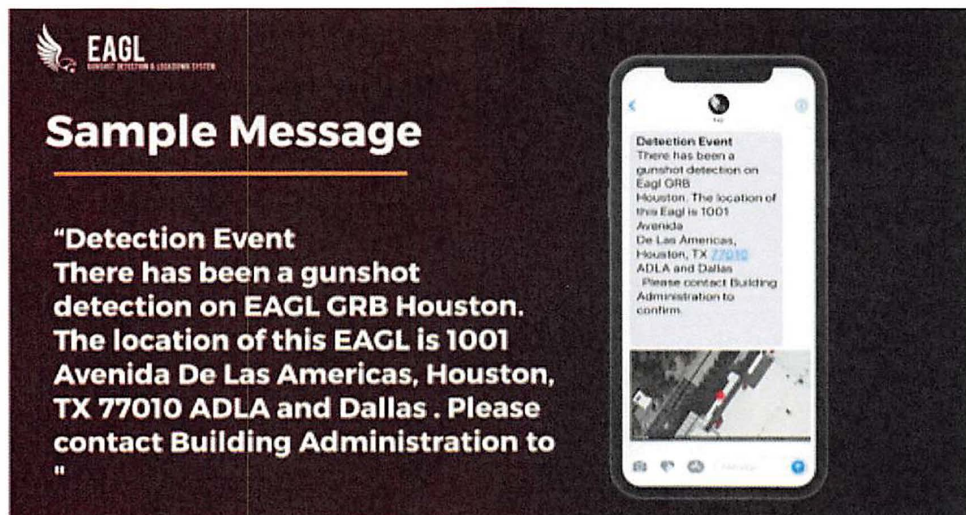 EAGL
GUNSHOT DETECTION & LOCKDOWN SYSTEM
Sample Message
“Detection Event
There has been a gunshot
detection on EAGL GRB Houston.
The location of this EAGL is 1001
Avenida De Las Americas, Houston,
TX 77010 ADLA and Dallas . Please
contact Building Administration to
"
Detection Event
There has been a
gunshot detection on
Eagl GRB
Houston. The location of
this Eagl is 1001
Avenida
De Las Americas,
Houston, TX 77010
ADLA and Dallas
. Please contact Building
Administration to
confirm.